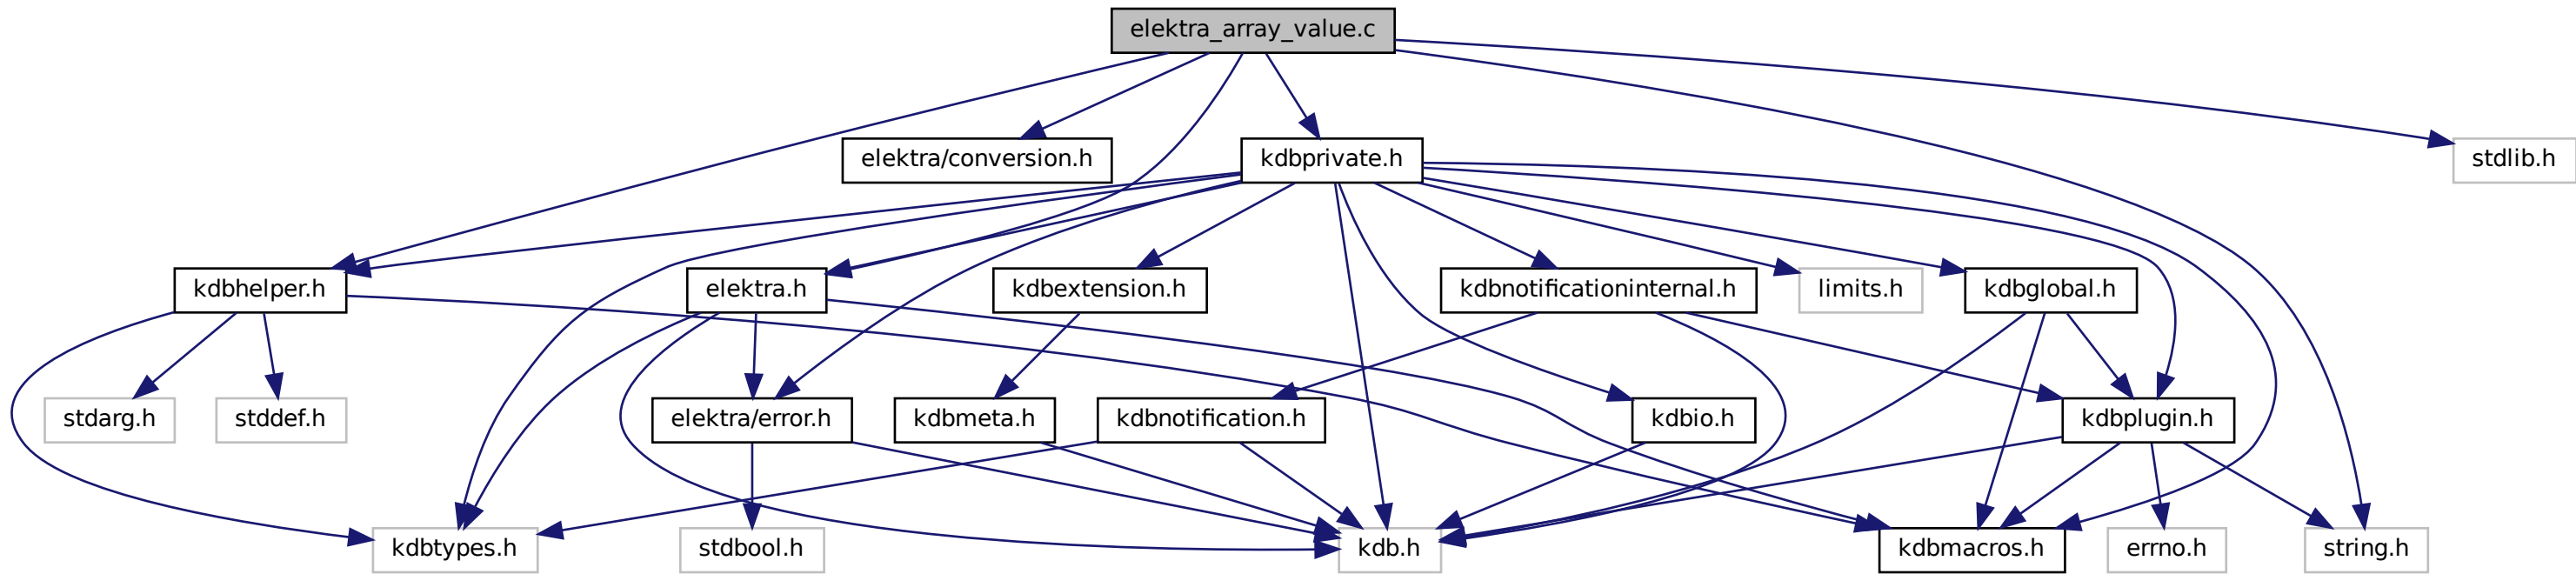 elektra_array_value.c
elektra/conversion.h
kdbprivate.h
stdlib.h
kdbhelper.h
elektra.h
kdbextension.h
kdbnotificationinternal.h
limits.h
kdbglobal.h
stdarg.h
stddef.h
elektra/error.h
kdbmeta.h
kdbnotification.h
kdbio.h
kdbplugin.h
kdbtypes.h
stdbool.h
kdb.h
kdbmacros.h
errno.h
string.h